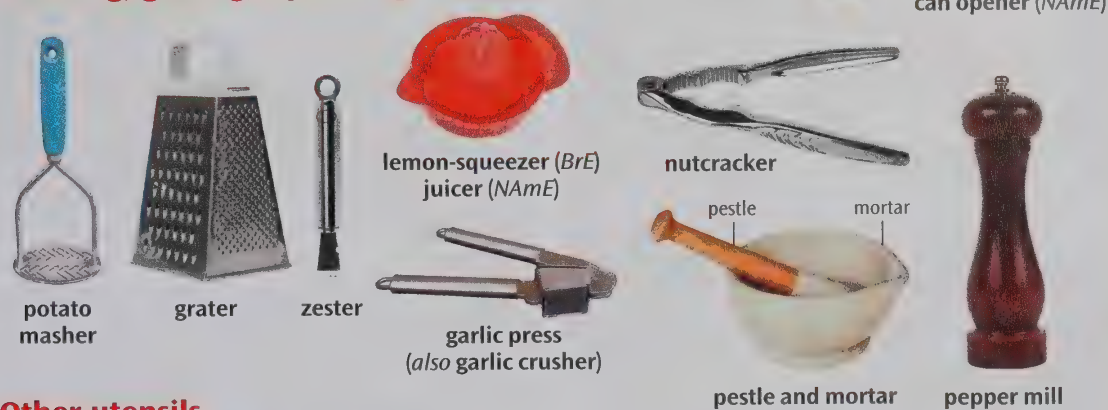 can opener (NAmE)
lemon-squeezer (BrE)
juicer (NAmE)
nutcracker
pestle
mortar
potato
masher
grater
zester
garlic press
(also garlic crusher)
pestle and mortar
pepper mill
Other utensils